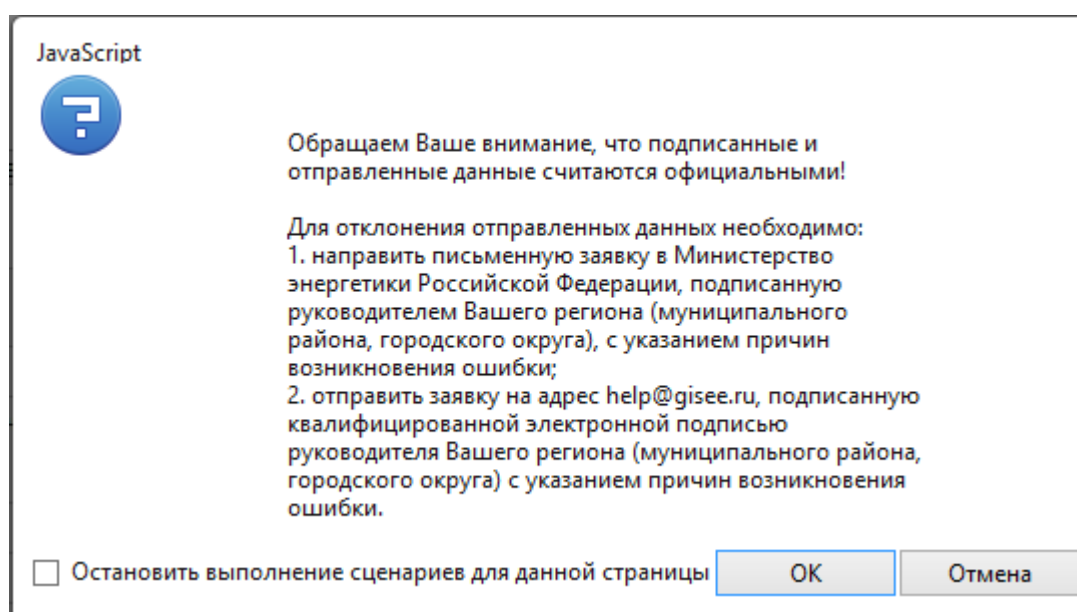 JavaScript
Обращаем Ваше внимание, что подписанные и
отправленные данные считаются официальными!
Для отклонения отправленных данных необходимо:
1. направить письменную заявку в Министерство
энергетики Российской Федерации, подписанную
руководителем Вашего региона (муниципального
района, городского округа), с указанием причин
возникновения ошибки;
2. отправить заявку на адрес help@gisee.ru, подписанную
квалифицированной электронной подписью
руководителя Вашего региона (муниципального района,
городского округа) с указанием причин возникновения
ошибки.
Остановить выполнение сценариев для данной страницы
OK
Отмена